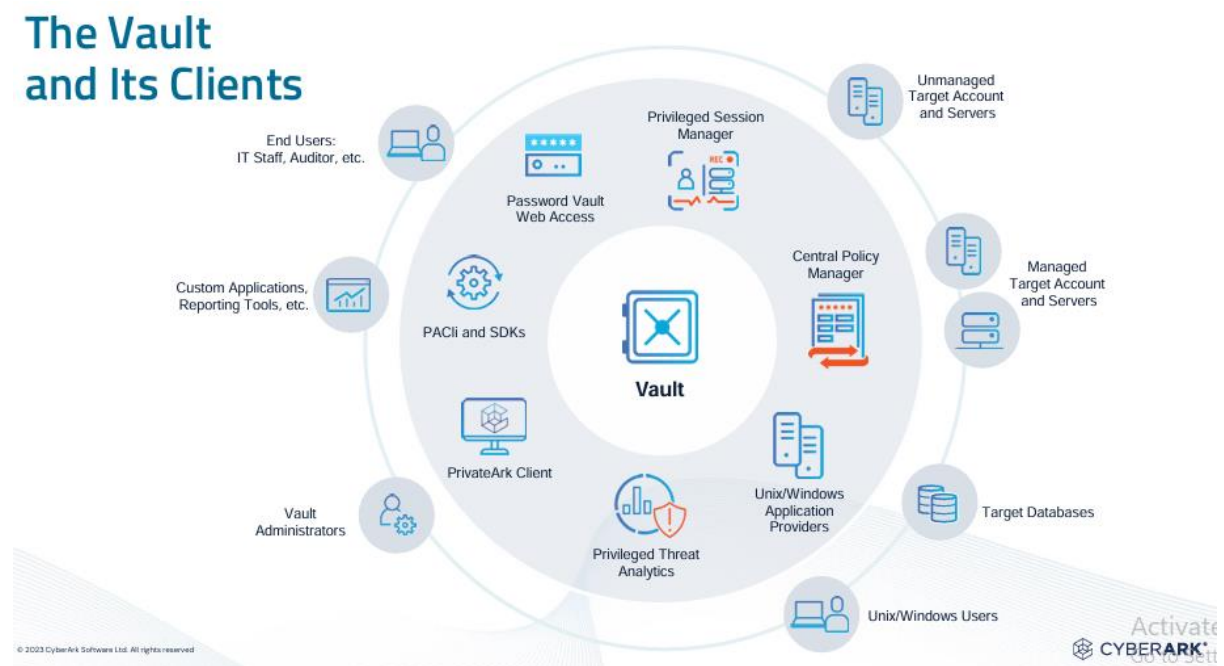 The Vault
and Its Clients
End Users:
IT Staff, Auditor, etc.
Password Vault
Web Access
Privileged Session
Manager
REC
Unmanaged
Target Account
and Servers
Custom Applications,
Reporting Tools, etc.
PACli and SDKs
Vault
Central Policy
Manager
Managed
Target Account
and Servers
PrivateArk Client
Vault
Administrators
Privileged Threat
Analytics
Unix/Windows
Application
Providers
Target Databases
Unix/Windows Users
© 2023 CyberArk Software Ltd. All rights reserved
Activate
CYBERARK®
Go to Sett